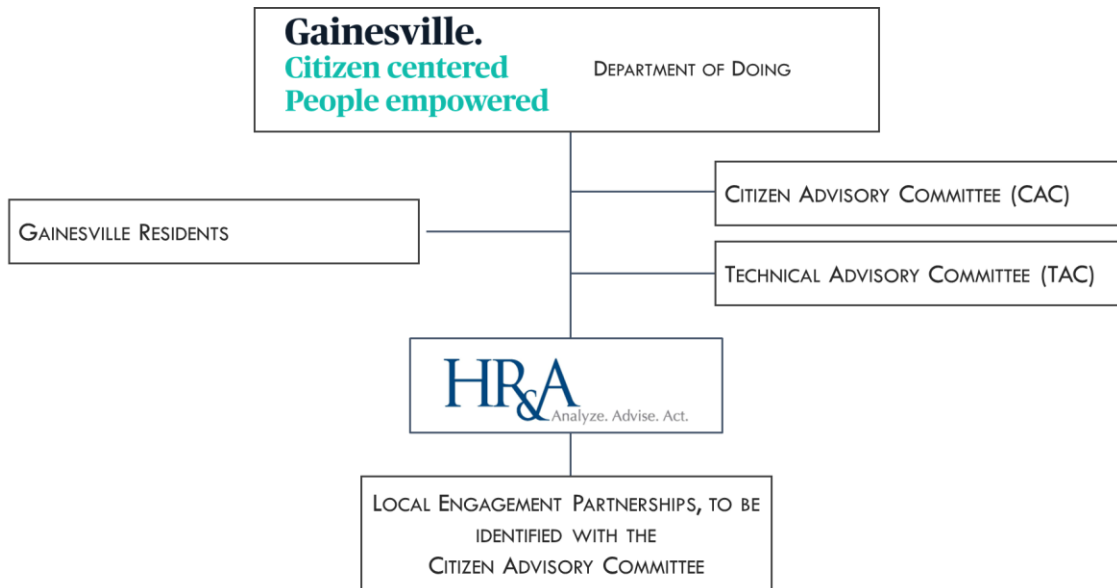 Gainesville.
Citizen centered
People empowered
DEPARTMENT OF DOING
CITIZEN ADVISORY COMMITTEE (CAC)
GAINESVILLE RESIDENTS
TECHNICAL ADVISORY COMMITTEE (TAC)
HR&A
Analyze. Advise. Act.
LOCAL ENGAGEMENT PARTNERSHIPS, TO BE
IDENTIFIED WITH THE
CITIZEN ADVISORY COMMITTEE